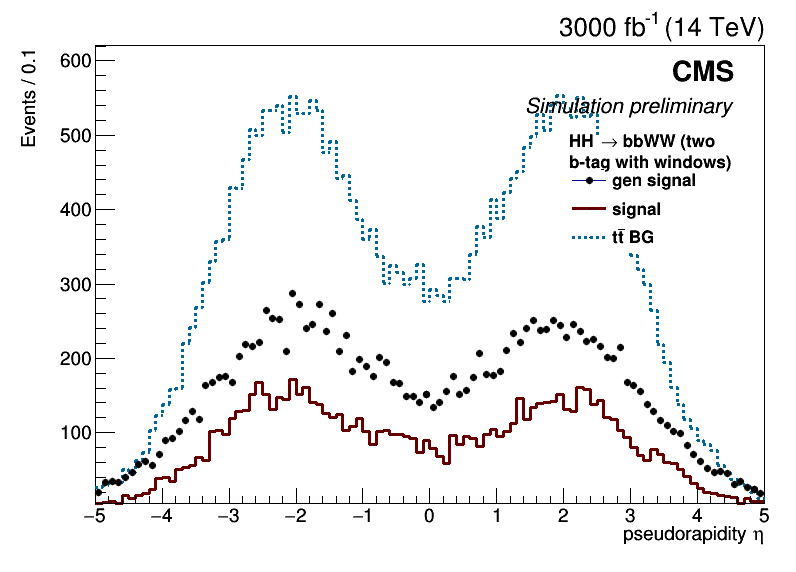 3000 fb⁻¹ (14 TeV)
CMS
Simulation preliminary
HH → bbWW (two
b-tag with windows)
gen signal
signal
tt̄ BG
Events / 0.1
600
500
400
300
200
100
−5 −4 −3 −2 −1 0 1 2 3 4 5
pseudorapidity η